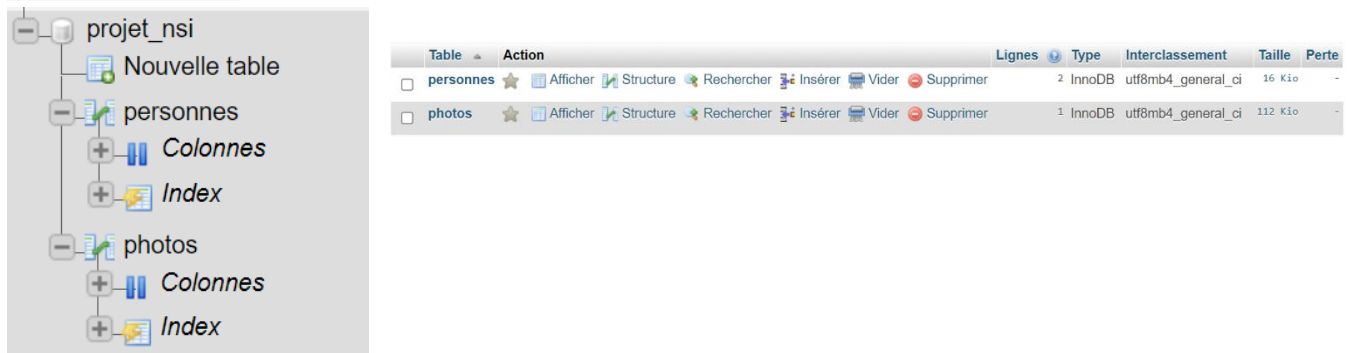 projet_nsi
Nouvelle table
personnes
Colonnes
Index
photos
Colonnes
Index
Table Action Lignes Type Interclassement Taille Perte
personnes Afficher Structure Rechercher Insérer Vider Supprimer 2 InnoDB utf8mb4_general_ci 16 Kio -
photos Afficher Structure Rechercher Insérer Vider Supprimer 1 InnoDB utf8mb4_general_ci 112 Kio -